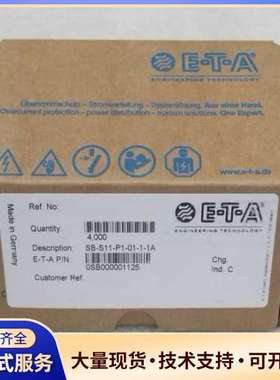 E-T-A
ENGINEERING TECHNOLOGY
Überstromschutz - Stromverteilung. Aus einer Hand.
Overcurrent protection - power distribution. One Expert.
www.e-t-a.de
Made in Germany
Ref No:
Quantity:
4,000
E-T-A
ENGINEERING TECHNOLOGY
Description: SB-S11-P1-01-1-1A
E-T-A P/N:
0SB000001125
Chg.
Ind. C
Customer Ref.
齐全
式服务
大量现货·技术支持·可开